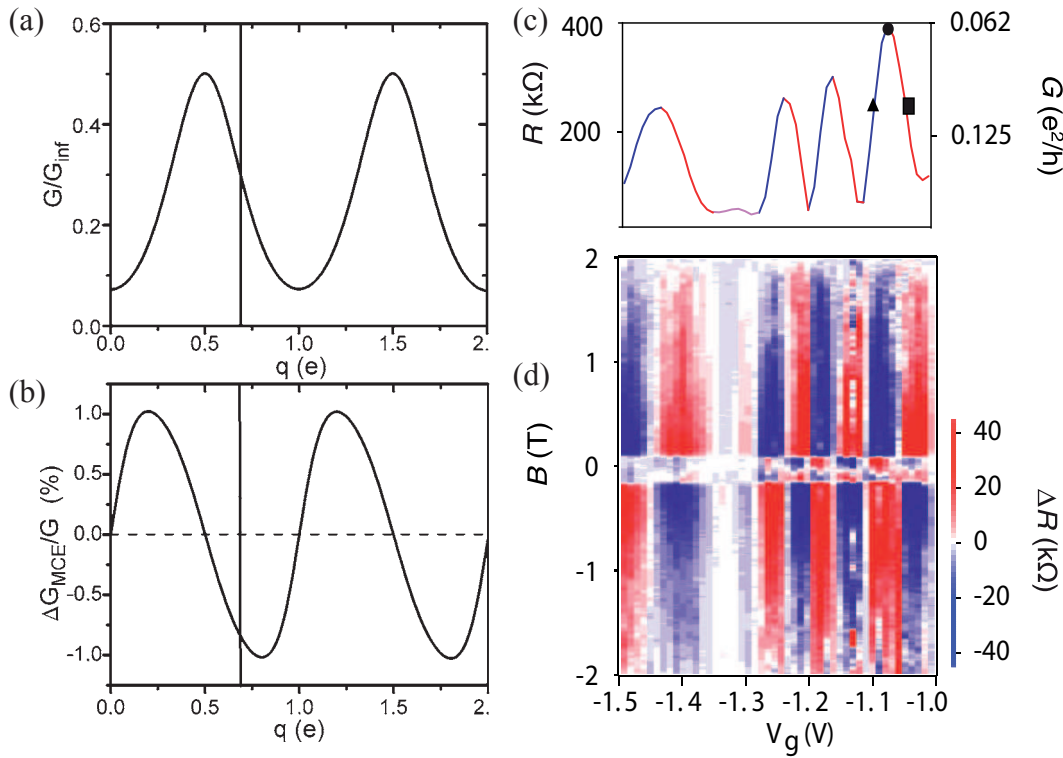 (a)
0.6
0.4
0.2
0.0
G/Ginf
0.0 0.5 1.0 1.5 2.
q (e)
(b)
1.0
0.5
0.0
-0.5
-1.0
ΔGMCE/G (%)
0.0 0.5 1.0 1.5 2.
q (e)
(c)
400
200
R (kΩ)
0.062
0.125
G (e²/h)
(d)
2
1
0
-1
-2
B (T)
-1.5 -1.4 -1.3 -1.2 -1.1 -1.0
Vg (V)
40
20
0
-20
-40
ΔR (kΩ)